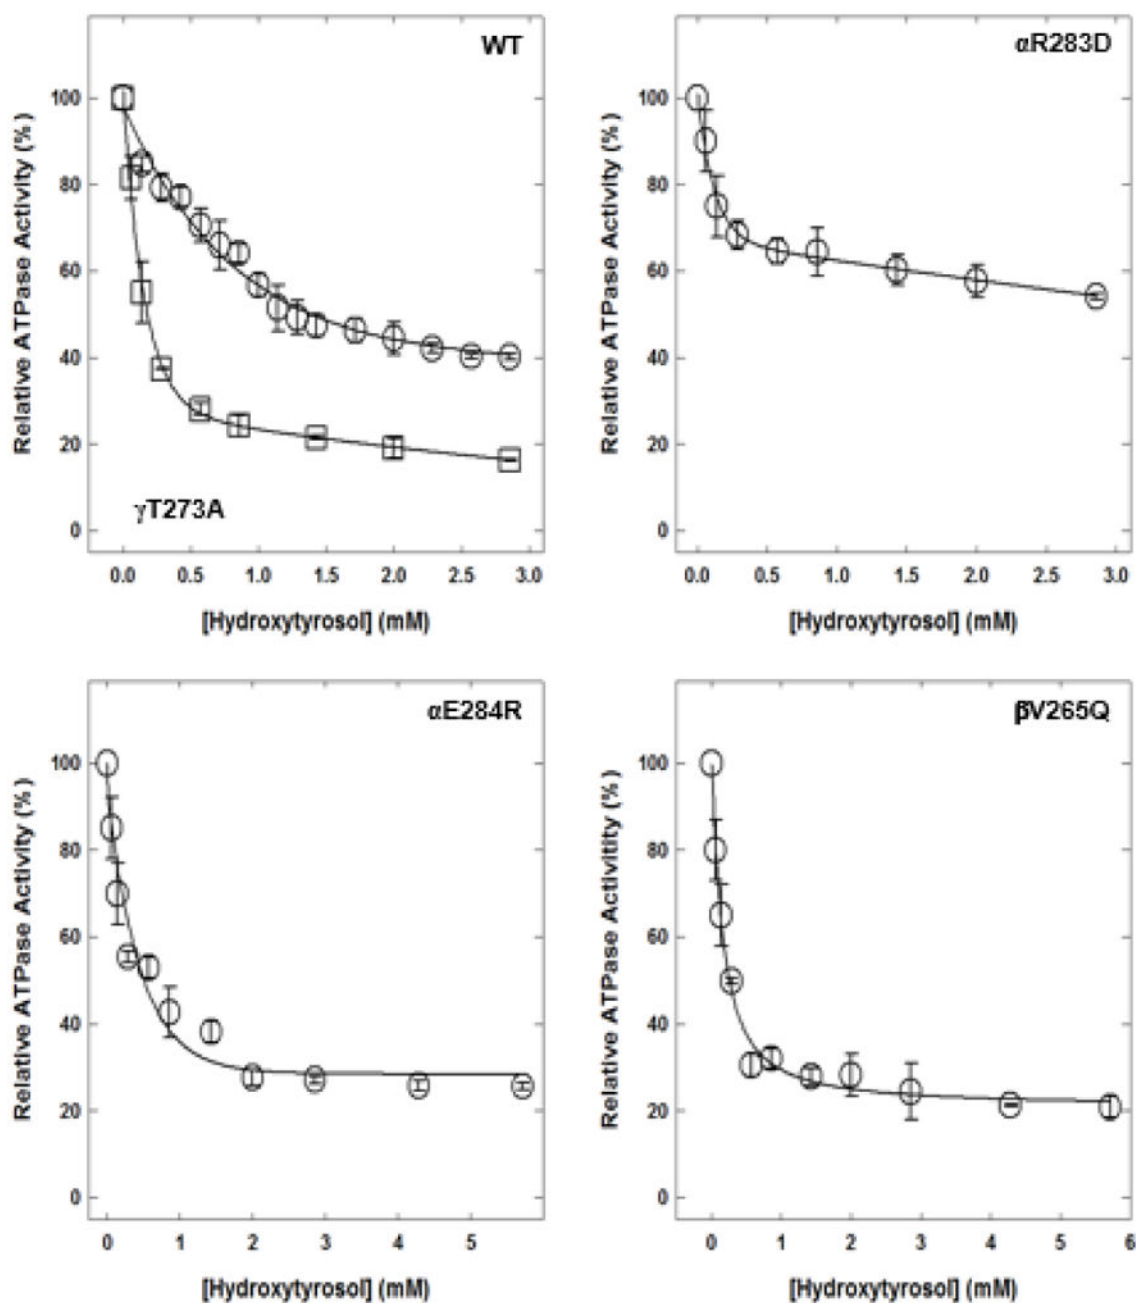 WT
αR283D
Relative ATPase Activity (%)
100
80
60
40
20
0
γT273A
0.0 0.5 1.0 1.5 2.0 2.5 3.0
[Hydroxytyrosol] (mM)
Relative ATPase Activity (%)
100
80
60
40
20
0
0.0 0.5 1.0 1.5 2.0 2.5 3.0
[Hydroxytyrosol] (mM)
αE284R
βV265Q
Relative ATPase Activity (%)
100
80
60
40
20
0
0 1 2 3 4 5
[Hydroxytyrosol] (mM)
Relative ATPase Activitity (%)
100
80
60
40
20
0
0 1 2 3 4 5 6
[Hydroxytyrosol] (mM)